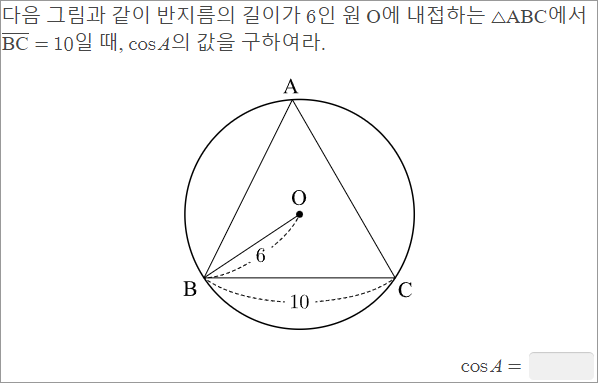 다음 그림과 같이 반지름의 길이가 6인 원 O에 내접하는 △ABC에서
B̅C̅ = 10일 때, cos A의 값을 구하여라.
A
O
6
B
10
C
cos A =